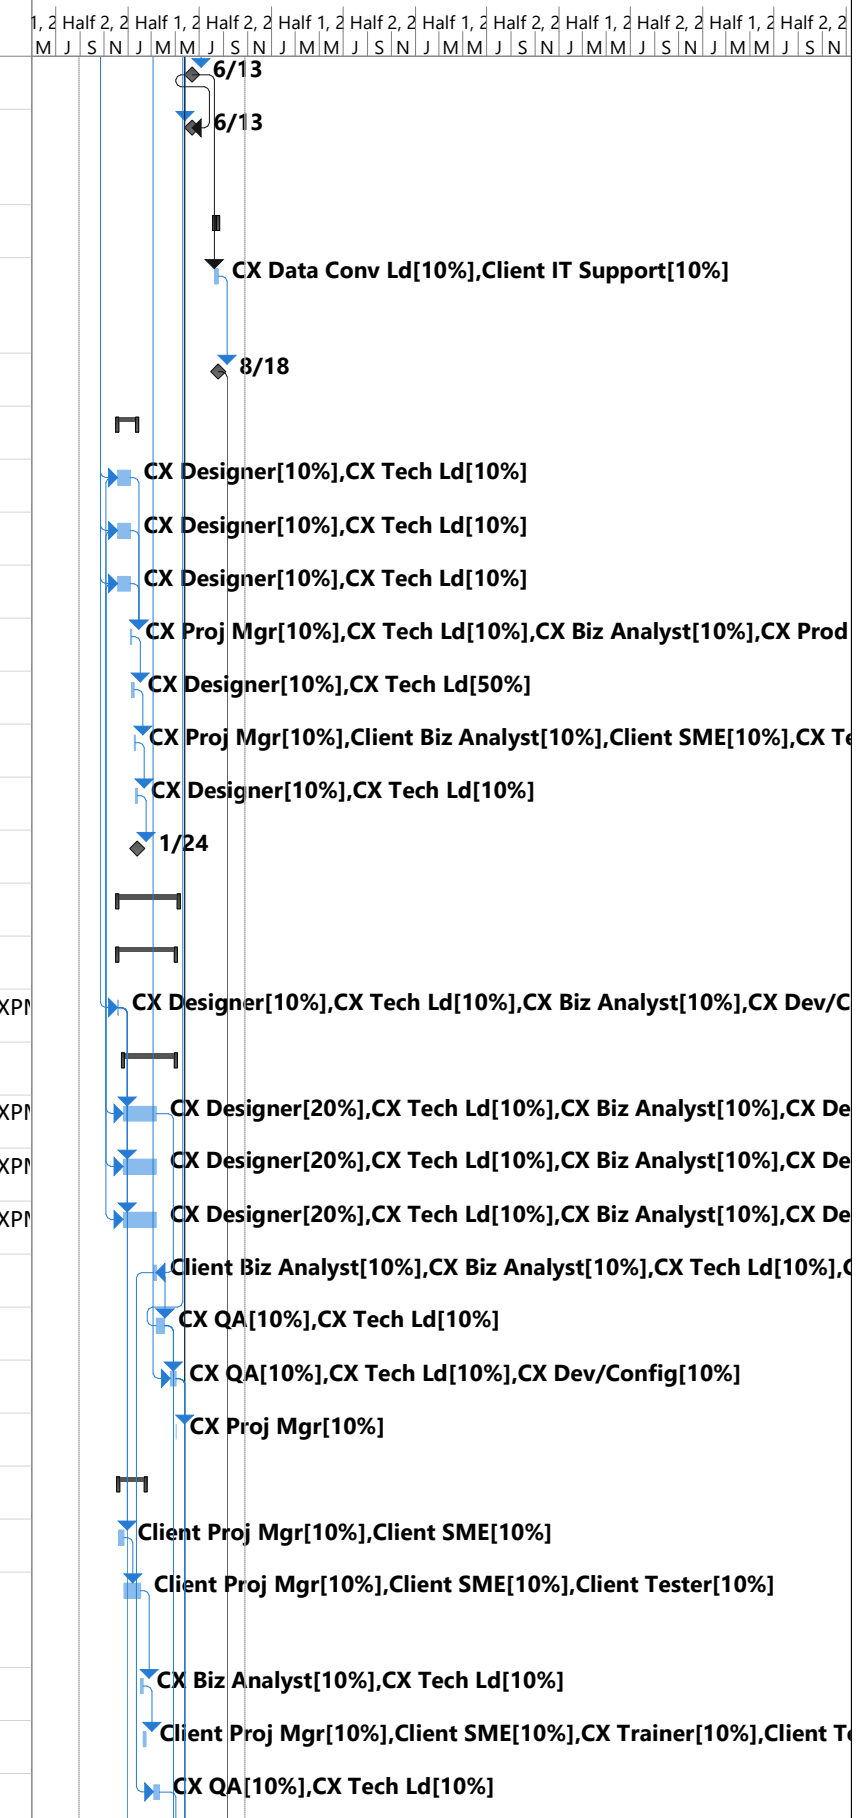 1, 2 Half 2, 2 Half 1, 2 Half 2, 2 Half 1, 2 Half 2, 2 Half 1, 2 Half 2, 2 Half 1, 2 Half 2, 2 Half 1, 2 Half 2, 2
M J S N J M M J S N J M M J S N J M M J S N J M M J S N J M M J S N
6/13
6/13
CX Data Conv Ld[10%],Client IT Support[10%]
8/18
CX Designer[10%],CX Tech Ld[10%]
CX Designer[10%],CX Tech Ld[10%]
CX Designer[10%],CX Tech Ld[10%]
CX Proj Mgr[10%],CX Tech Ld[10%],CX Biz Analyst[10%],CX Prod
CX Designer[10%],CX Tech Ld[50%]
CX Proj Mgr[10%],Client Biz Analyst[10%],Client SME[10%],CX Te
CX Designer[10%],CX Tech Ld[10%]
1/24
XPM CX Designer[10%],CX Tech Ld[10%],CX Biz Analyst[10%],CX Dev/C
XPM CX Designer[20%],CX Tech Ld[10%],CX Biz Analyst[10%],CX De
XPM CX Designer[20%],CX Tech Ld[10%],CX Biz Analyst[10%],CX De
XPM CX Designer[20%],CX Tech Ld[10%],CX Biz Analyst[10%],CX De
Client Biz Analyst[10%],CX Biz Analyst[10%],CX Tech Ld[10%],C
CX QA[10%],CX Tech Ld[10%]
CX QA[10%],CX Tech Ld[10%],CX Dev/Config[10%]
CX Proj Mgr[10%]
Client Proj Mgr[10%],Client SME[10%]
Client Proj Mgr[10%],Client SME[10%],Client Tester[10%]
CX Biz Analyst[10%],CX Tech Ld[10%]
Client Proj Mgr[10%],Client SME[10%],CX Trainer[10%],Client Te
CX QA[10%],CX Tech Ld[10%]